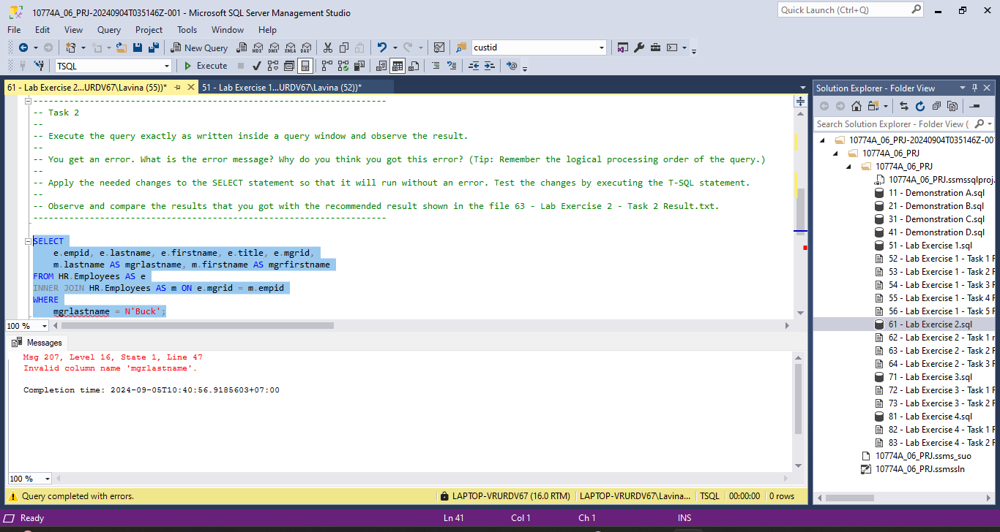 10774A_06_PRJ-20240904T035146Z-001 - Microsoft SQL Server Management Studio
Quick Launch (Ctrl+Q)
File Edit View Query Project Tools Window Help
New Query MDX DMX XMLA DAX custid
TSQL Execute
61 - Lab Exercise 2...URDV67\Lavina (55))* 51 - Lab Exercise 1...URDV67\Lavina (52))*
--------------------------------------------------------------------
-- Task 2
--
-- Execute the query exactly as written inside a query window and observe the result.
--
-- You get an error. What is the error message? Why do you think you got this error? (Tip: Remember the logical processing order of the query.)
--
-- Apply the needed changes to the SELECT statement so that it will run without an error. Test the changes by executing the T-SQL statement.
--
-- Observe and compare the results that you got with the recommended result shown in the file 63 - Lab Exercise 2 - Task 2 Result.txt.
--------------------------------------------------------------------
SELECT
e.empid, e.lastname, e.firstname, e.title, e.mgrid,
m.lastname AS mgrlastname, m.firstname AS mgrfirstname
FROM HR.Employees AS e
INNER JOIN HR.Employees AS m ON e.mgrid = m.empid
WHERE
mgrlastname = N'Buck';
100 %
Messages
Msg 207, Level 16, State 1, Line 47
Invalid column name 'mgrlastname'.
Completion time: 2024-09-05T10:40:56.9185603+07:00
100 %
Query completed with errors. LAPTOP-VRURDV67 (16.0 RTM) LAPTOP-VRURDV67\Lavina... TSQL 00:00:00 0 rows
Solution Explorer - Folder View
Search Solution Explorer - Folder View (
10774A_06_PRJ-20240904T035146Z-00
10774A_06_PRJ
10774A_06_PRJ
10774A_06_PRJ.ssmssqlproj.
11 - Demonstration A.sql
21 - Demonstration B.sql
31 - Demonstration C.sql
41 - Demonstration D.sql
51 - Lab Exercise 1.sql
52 - Lab Exercise 1 - Task 1
53 - Lab Exercise 1 - Task 2
54 - Lab Exercise 1 - Task 3
55 - Lab Exercise 1 - Task 4
56 - Lab Exercise 1 - Task 5
61 - Lab Exercise 2.sql
62 - Lab Exercise 2 - Task 1
63 - Lab Exercise 2 - Task 2
64 - Lab Exercise 2 - Task 3
71 - Lab Exercise 3.sql
72 - Lab Exercise 3 - Task 1
73 - Lab Exercise 3 - Task 2
81 - Lab Exercise 4.sql
82 - Lab Exercise 4 - Task 1
83 - Lab Exercise 4 - Task 2
10774A_06_PRJ.ssms_suo
10774A_06_PRJ.ssmssln
Ready Ln 41 Col 1 Ch 1 INS